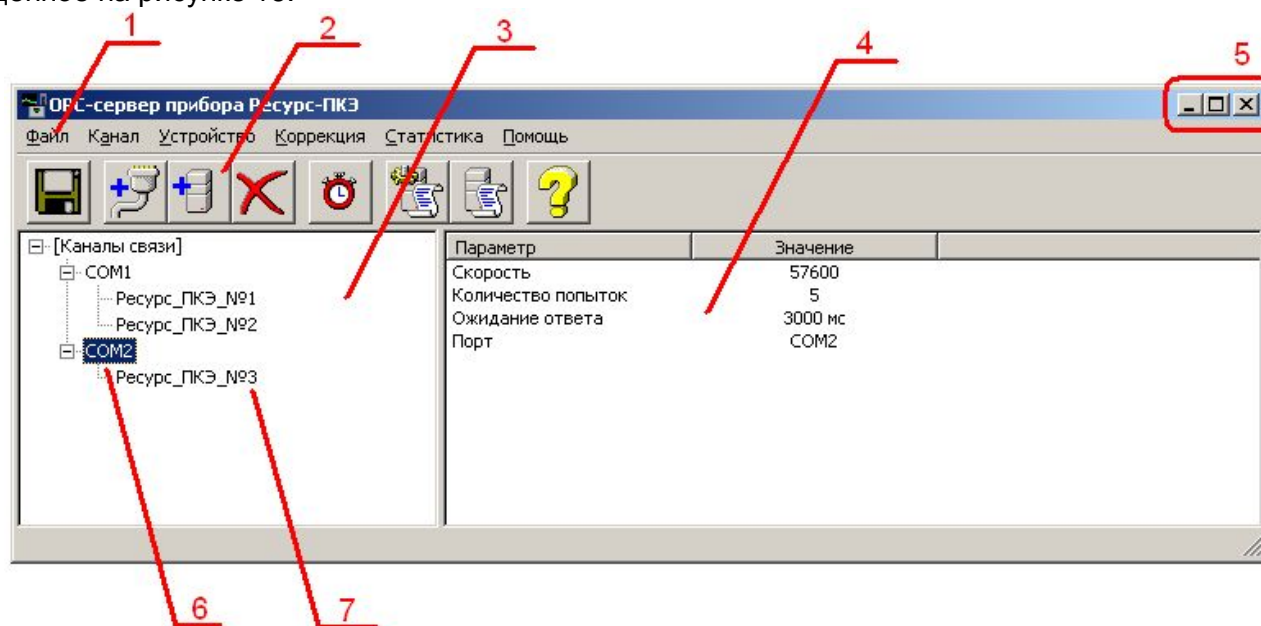 1 2 3 4 5
ОРС-сервер прибора Ресурс-ПКЭ
Файл Канал Устройство Коррекция Статистика Помощь
[Каналы связи]
COM1
Ресурс_ПКЭ_№1
Ресурс_ПКЭ_№2
COM2
Ресурс_ПКЭ_№3
Параметр Значение
Скорость 57600
Количество попыток 5
Ожидание ответа 3000 мс
Порт COM2
6 7